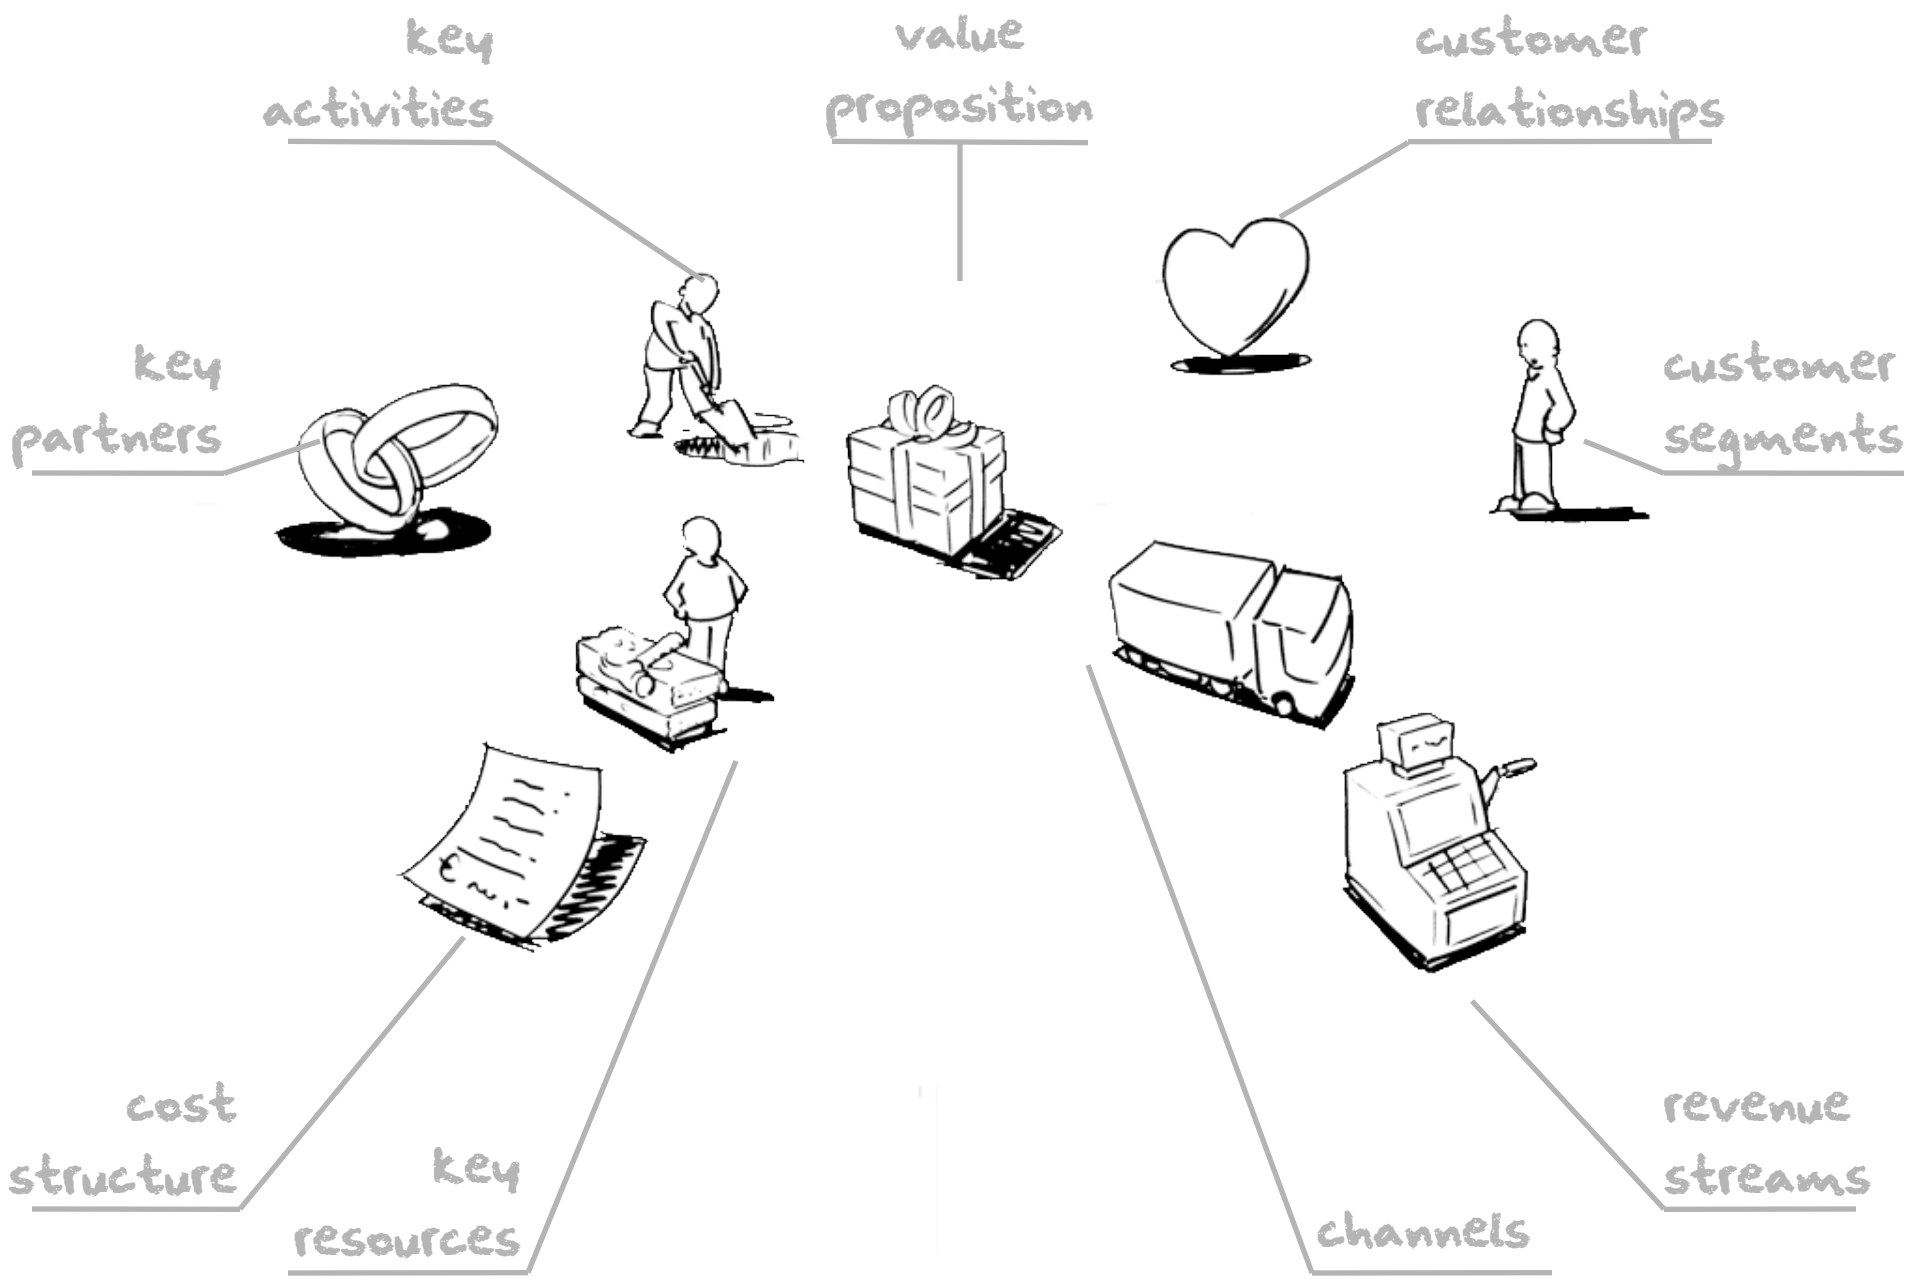 key
activities
value
proposition
customer
relationships
key
partners
customer
segments
€
cost
structure
key
resources
channels
revenue
streams